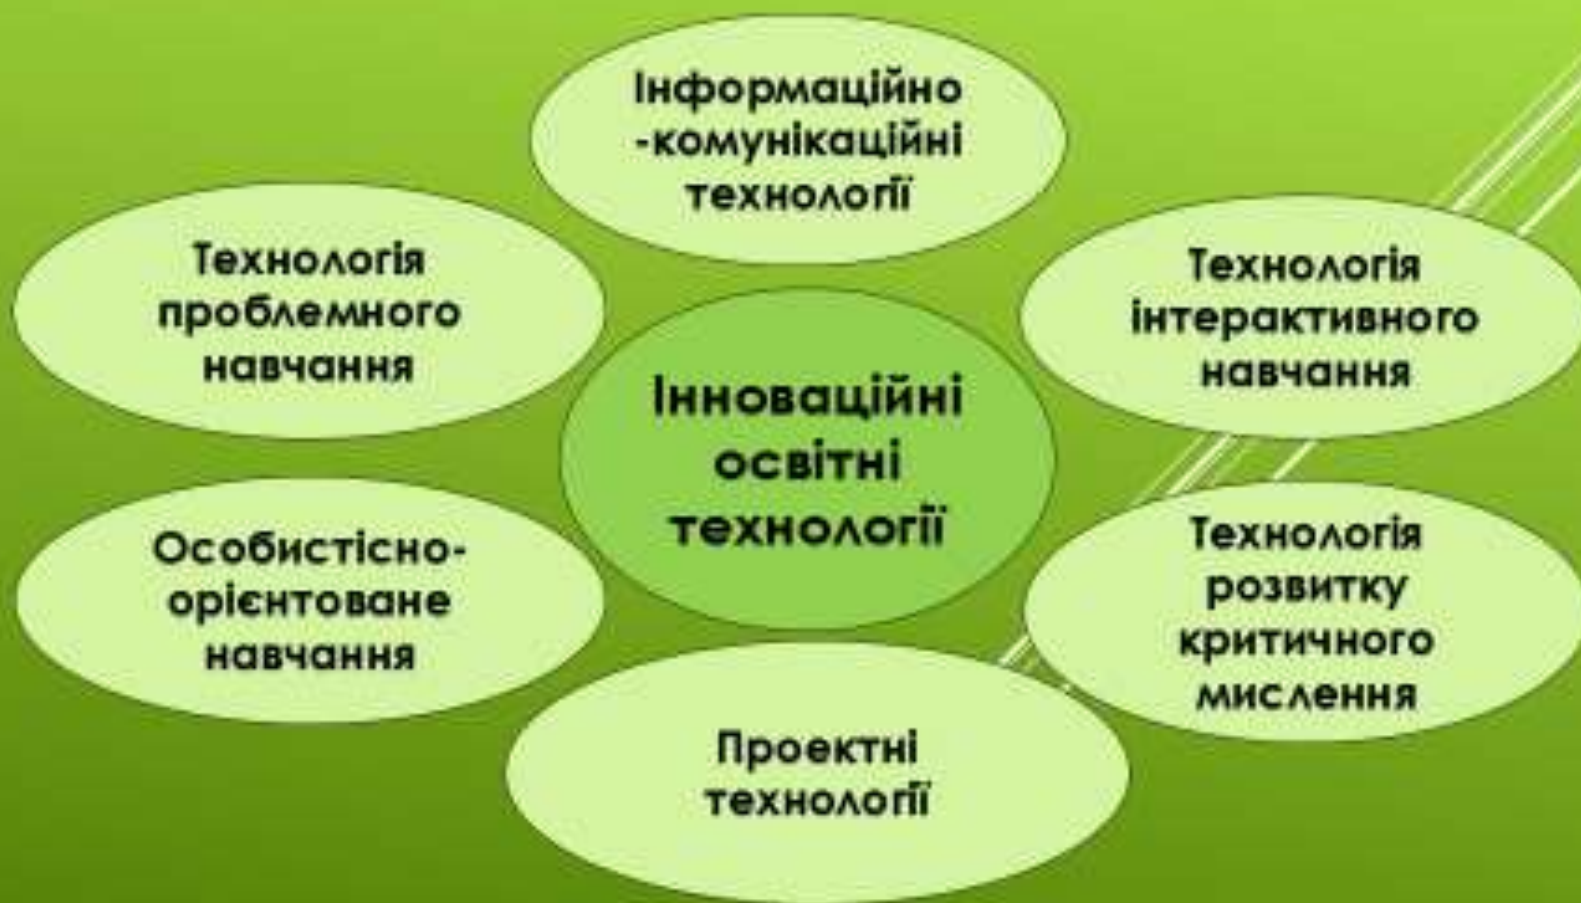 Інформаційно
-комунікаційні
технології
Технологія
проблемного
навчання
Технологія
інтерактивного
навчання
Інноваційні
освітні
технології
Особистісно-
орієнтоване
навчання
Технологія
розвитку
критичного
мислення
Проектні
технології